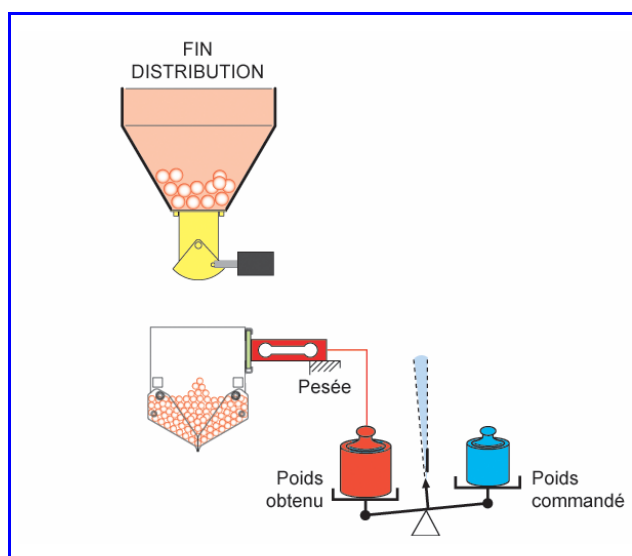 FIN
DISTRIBUTION
Pesée
Poids
obtenu
Poids
commandé